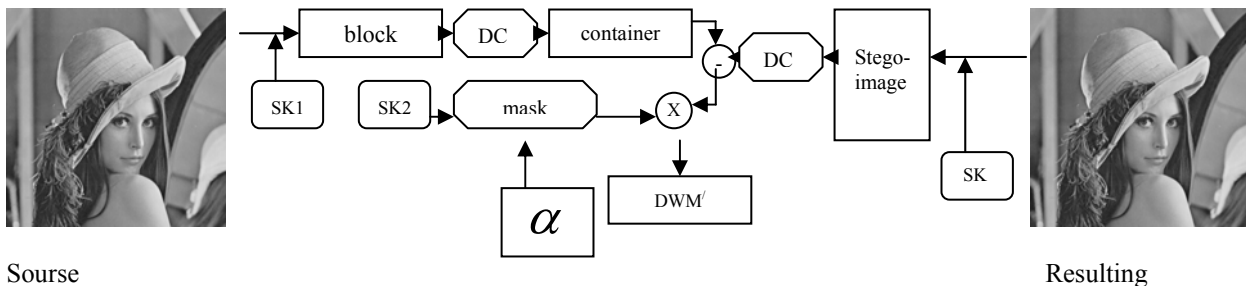 block
DC
container
-
DC
Stego-
image
SK1
SK2
mask
X
SK
α
DWM/
Sourse
Resulting